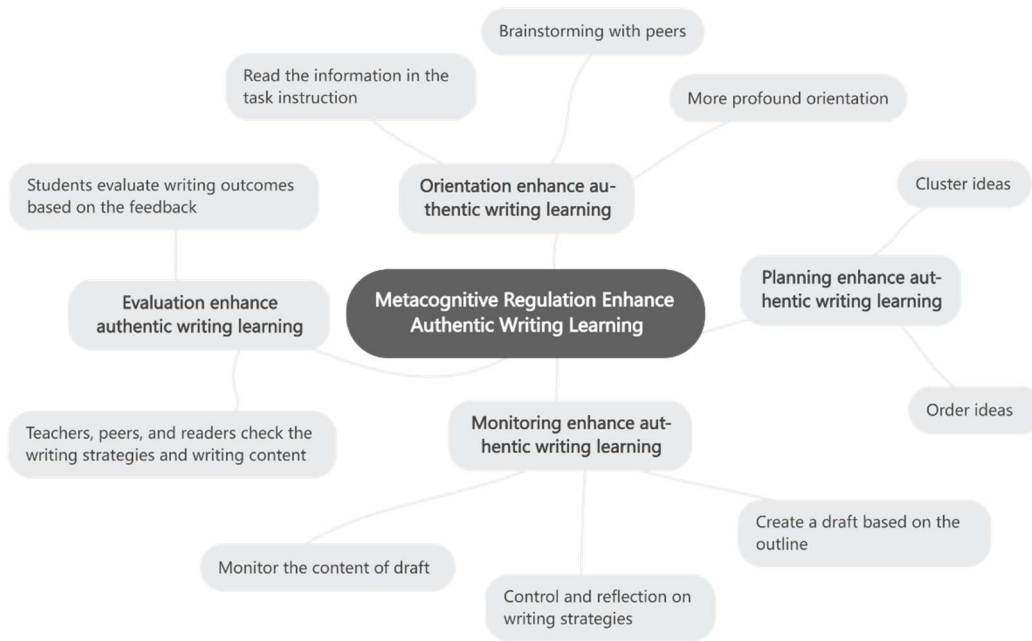 Brainstorming with peers
Read the information in the
task instruction
More profound orientation
Orientation enhance au-
thentic writing learning
Students evaluate writing outcomes
based on the feedback
Cluster ideas
Evaluation enhance
authentic writing learning
Metacognitive Regulation Enhance
Authentic Writing Learning
Planning enhance aut-
hentic writing learning
Order ideas
Teachers, peers, and readers check the
writing strategies and writing content
Monitoring enhance aut-
hentic writing learning
Create a draft based on the
outline
Monitor the content of draft
Control and reflection on
writing strategies